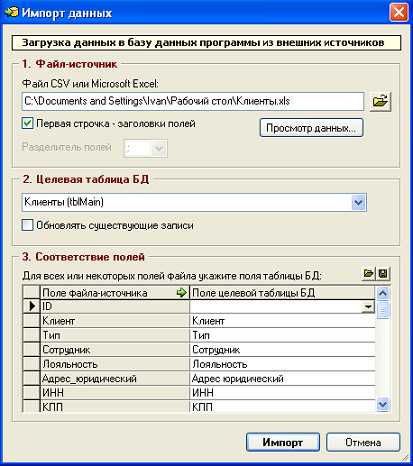 Импорт данных
Загрузка данных в базу данных программы из внешних источников
1. Файл-источник
Файл CSV или Microsoft Excel:
C:\Documents and Settings\Ivan\Рабочий стол\Клиенты.xls
Первая строчка - заголовки полей
Просмотр данных...
Разделитель полей ;
2. Целевая таблица БД
Клиенты (tblMain)
Обновлять существующие записи
3. Соответствие полей
Для всех или некоторых полей файла укажите поля таблицы БД:
Поле файла-источника Поле целевой таблицы БД
ID
Клиент Клиент
Тип Тип
Сотрудник Сотрудник
Лояльность Лояльность
Адрес_юридический Адрес юридический
ИНН ИНН
КПП КПП
Импорт Отмена